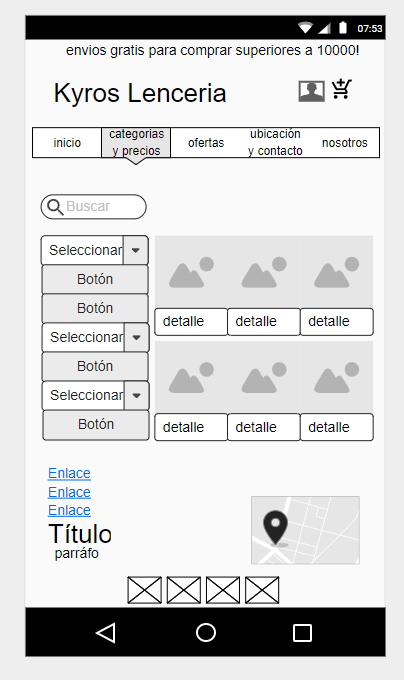 07:53
envios gratis para comprar superiores a 10000!
Kyros Lenceria
inicio
categorias
y precios
ofertas
ubicación
y contacto
nosotros
Buscar
Seleccionar
Botón
Botón
Seleccionar
Botón
Seleccionar
Botón
detalle detalle detalle
detalle detalle detalle
Enlace
Enlace
Enlace
Título
parráfo